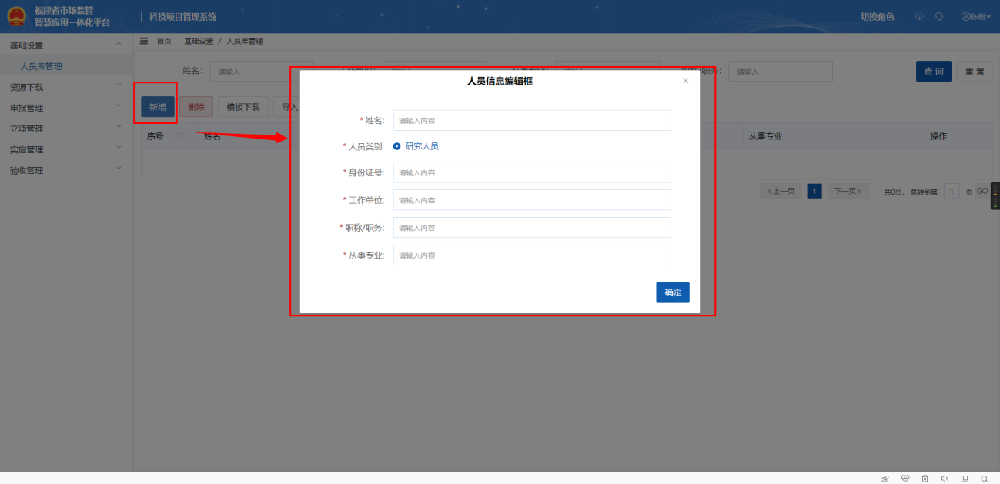 福建省市场监管
智慧应用一体化平台
科技项目管理系统
切换角色
陈刚
基础设置
人员库管理
资源下载
申报管理
立项管理
实施管理
验收管理
首页 基础设置 / 人员库管理
姓名: 请输入
职称/职务: 请输入
查询 重置
新增 删除 模板下载 导入
序号 姓名 从事专业 操作
人员信息编辑框 ×
* 姓名: 请输入内容
* 人员类别: 研究人员
* 身份证号: 请输入内容
* 工作单位: 请输入内容
* 职称/职务: 请输入内容
* 从事专业: 请输入内容
确定
«上一页 1 下一页» 共0页, 跳转到第 1 页 GO